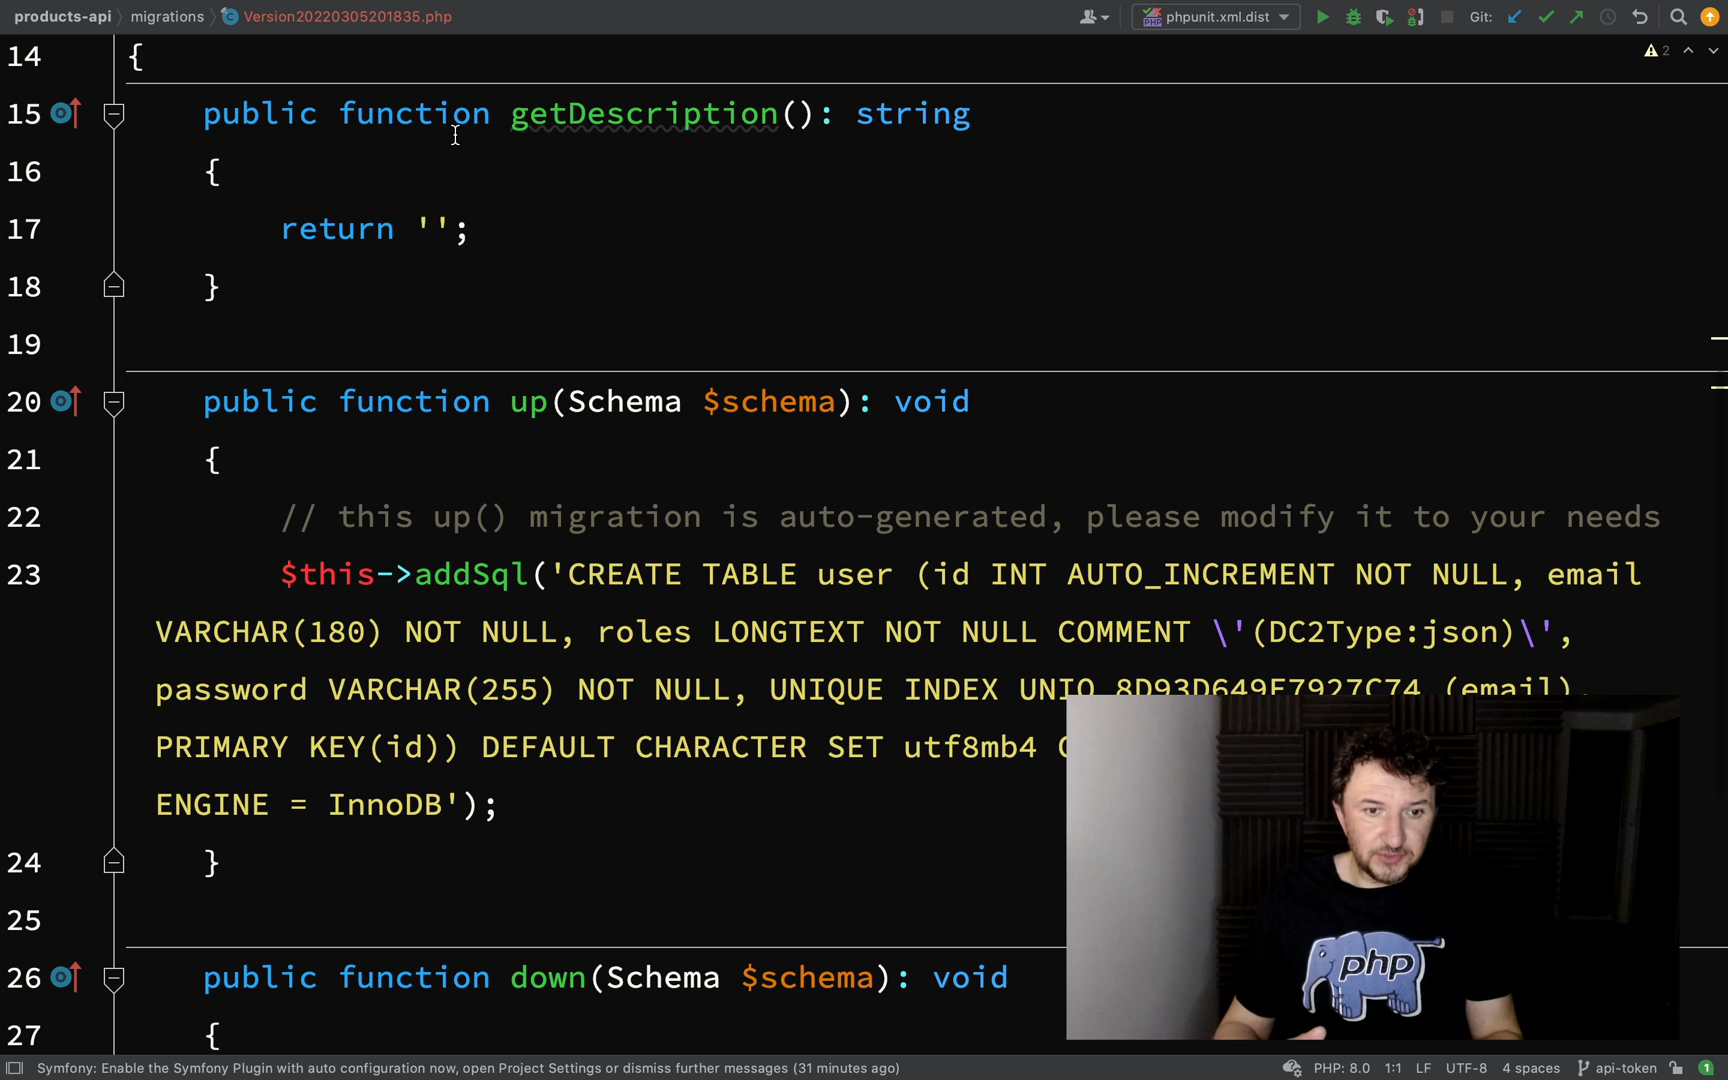 products-api migrations Version20220305201835.php phpunit.xml.dist Git:
14 {
2
15 public function getDescription(): string
16 {
17 return '';
18 }
19
20 public function up(Schema $schema): void
21 {
22 // this up() migration is auto-generated, please modify it to your needs
23 $this->addSql('CREATE TABLE user (id INT AUTO_INCREMENT NOT NULL, email
VARCHAR(180) NOT NULL, roles LONGTEXT NOT NULL COMMENT \'(DC2Type:json)\',
password VARCHAR(255) NOT NULL, UNIQUE INDEX UNIQ_8D93D649E7927C74 (email),
PRIMARY KEY(id)) DEFAULT CHARACTER SET utf8mb4
ENGINE = InnoDB');
24 }
25
26 public function down(Schema $schema): void
27 {
php
Symfony: Enable the Symfony Plugin with auto configuration now, open Project Settings or dismiss further messages (31 minutes ago) PHP: 8.0 1:1 LF UTF-8 4 spaces api-token 1